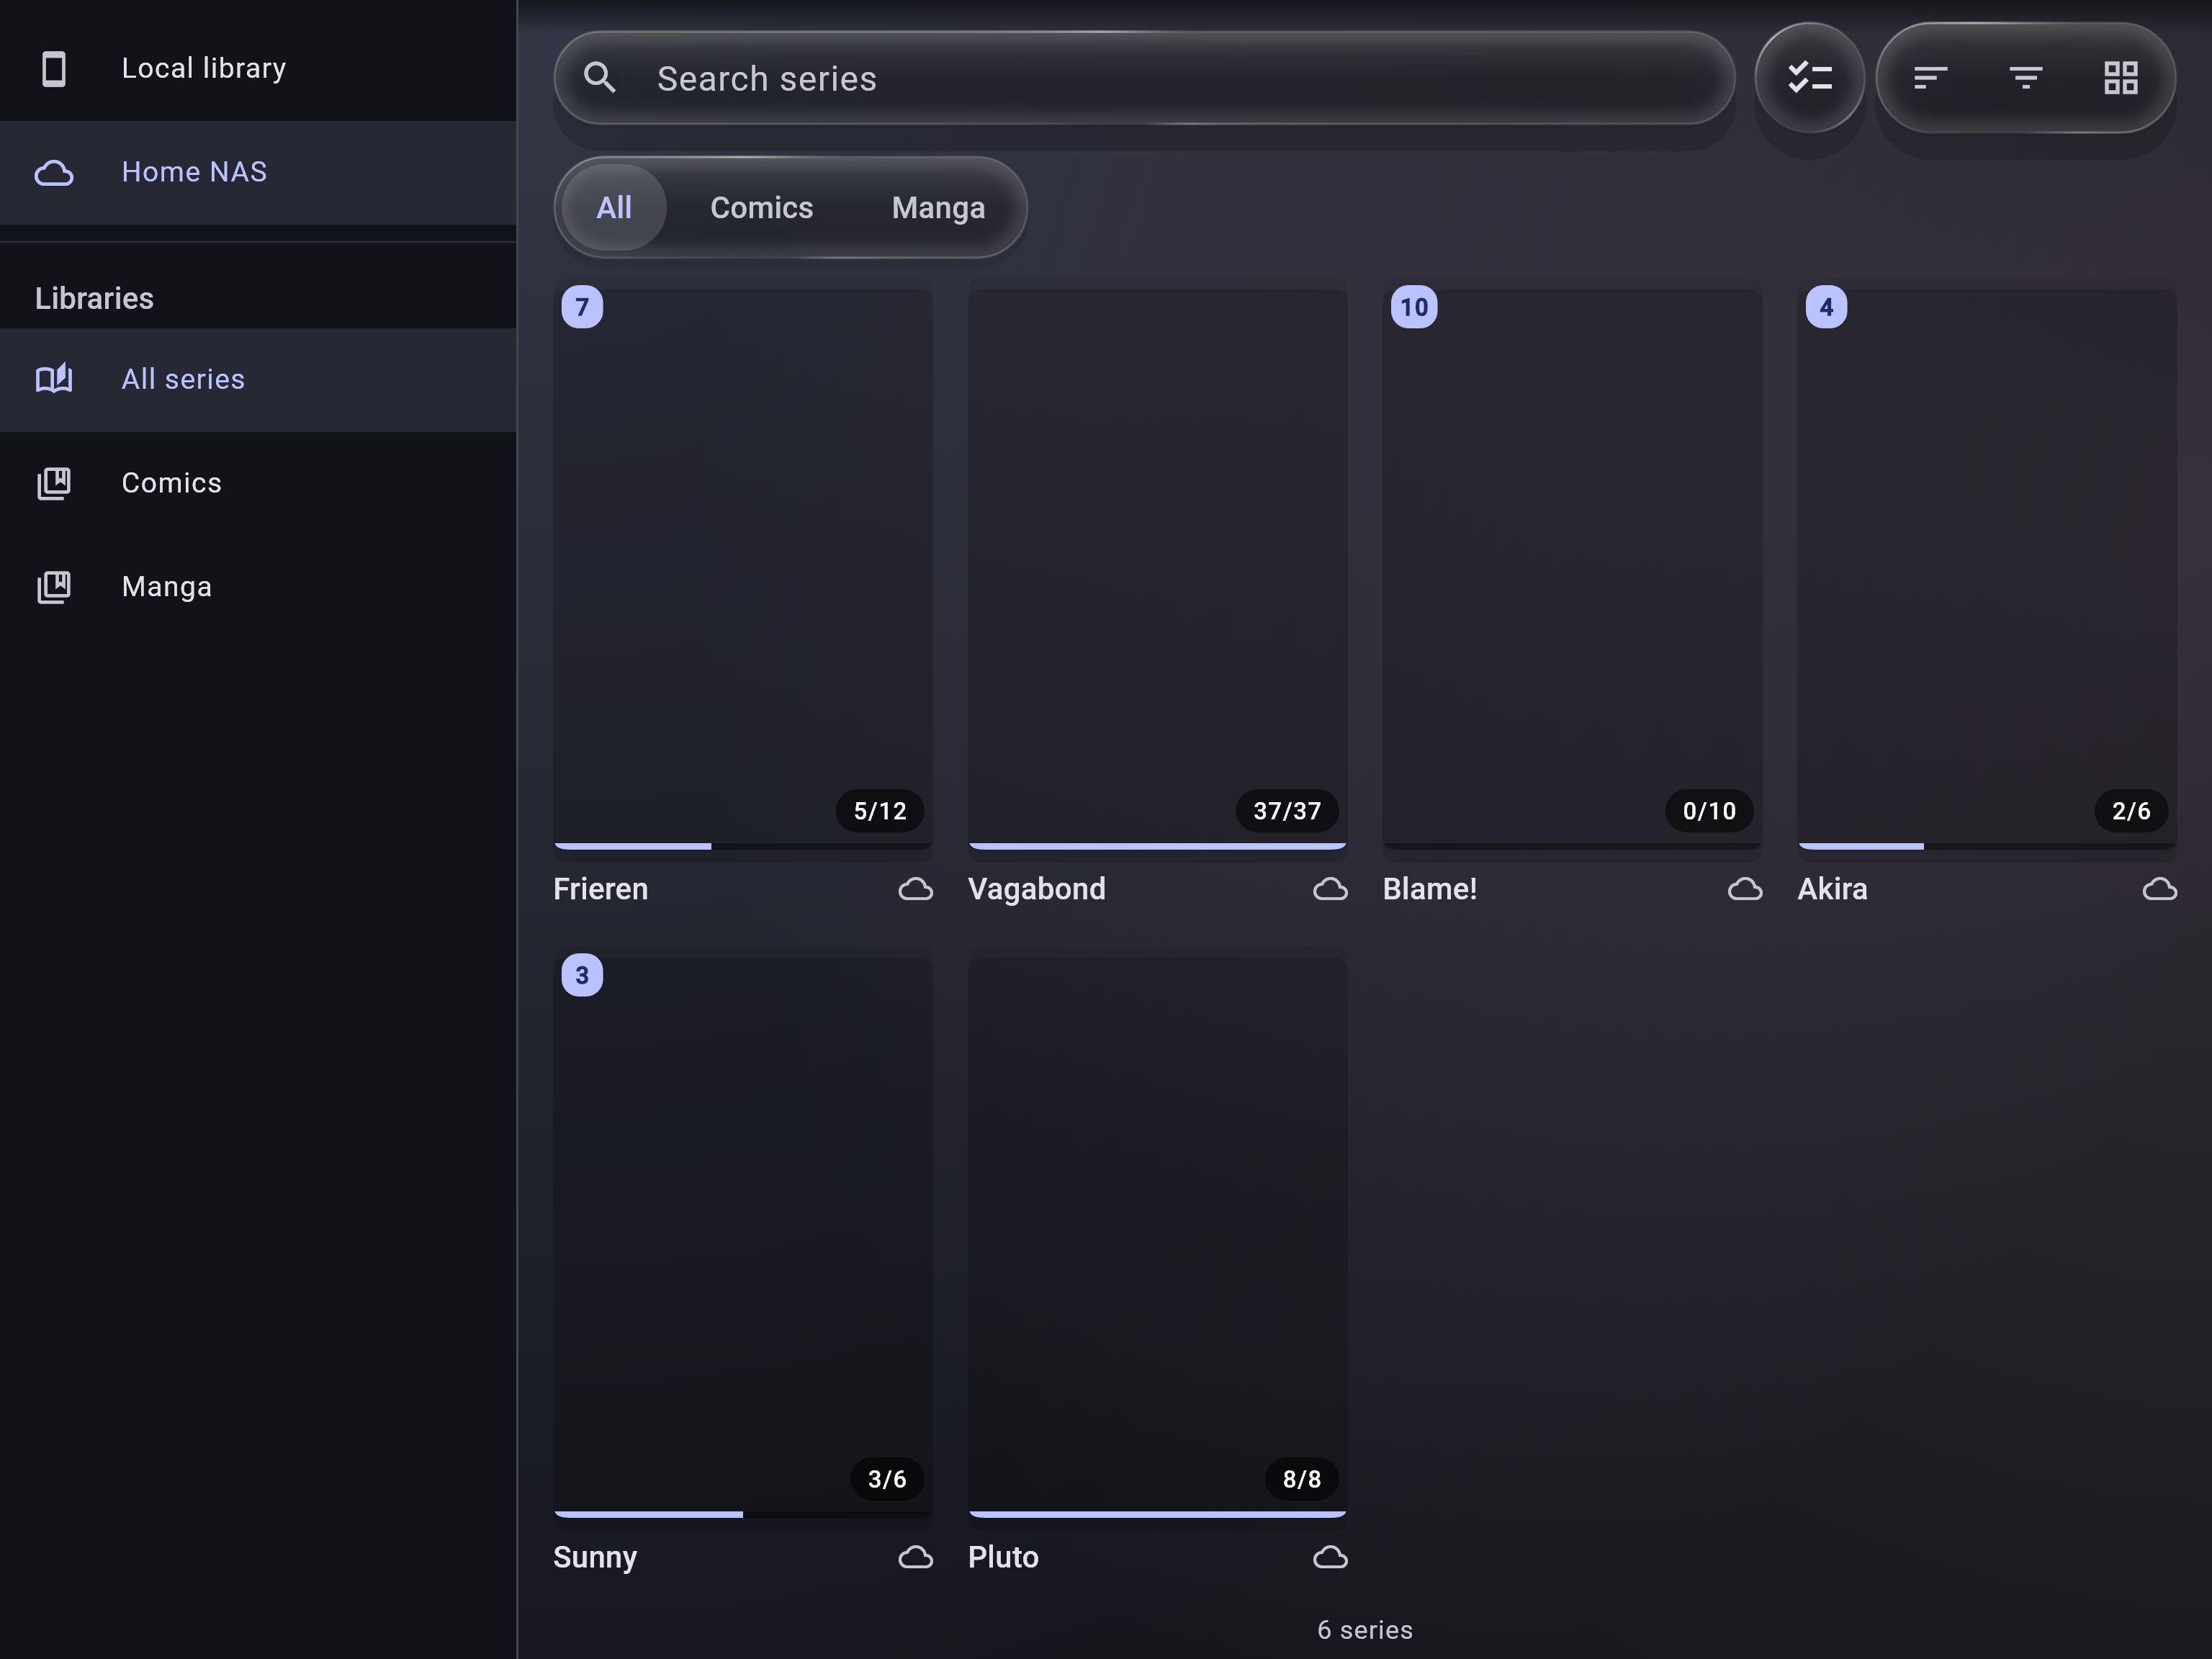 Local library
Home NAS
Libraries
All series
Comics
Manga
Search series
All
Comics
Manga
7
10
4
5/12
37/37
0/10
2/6
Frieren
Vagabond
Blame!
Akira
3
3/6
8/8
Sunny
Pluto
6 series